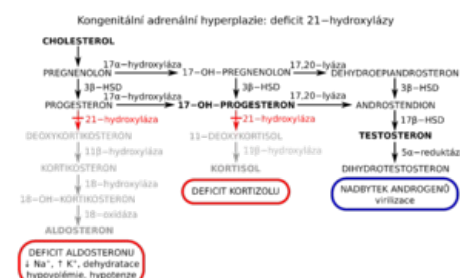 Kongenitální adrenální hyperplazie: deficit 21−hydroxylázy
CHOLESTEROL
PREGNENOLON 17α−hydroxyláza 17−OH−PREGNENOLON 17,20−lyáza DEHYDROEPIANDROSTERON
3β−HSD 3β−HSD 3β−HSD
PROGESTERON 17α−hydroxyláza 17−OH−PROGESTERON 17,20−lyáza ANDROSTENDION
21−hydroxyláza 21−hydroxyláza 17β−HSD
DEOXYKORTIKOSTERON 11−DEOXYKORTISOL TESTOSTERON
11β−hydroxyláza 11β−hydroxyláza 5α−reduktáz
KORTIKOSTERON KORTISOL DIHYDROTESTOSTERON
18−hydroxyláza
18−OH−KORTIKOSTERON
18−oxidáza
ALDOSTERON
DEFICIT KORTIZOLU
NADBYTEK ANDROGENŮ
virilizace
DEFICIT ALDOSTERONU
↓ Na⁺, ↑ K⁺, dehydratace
hypovolémie, hypotenze